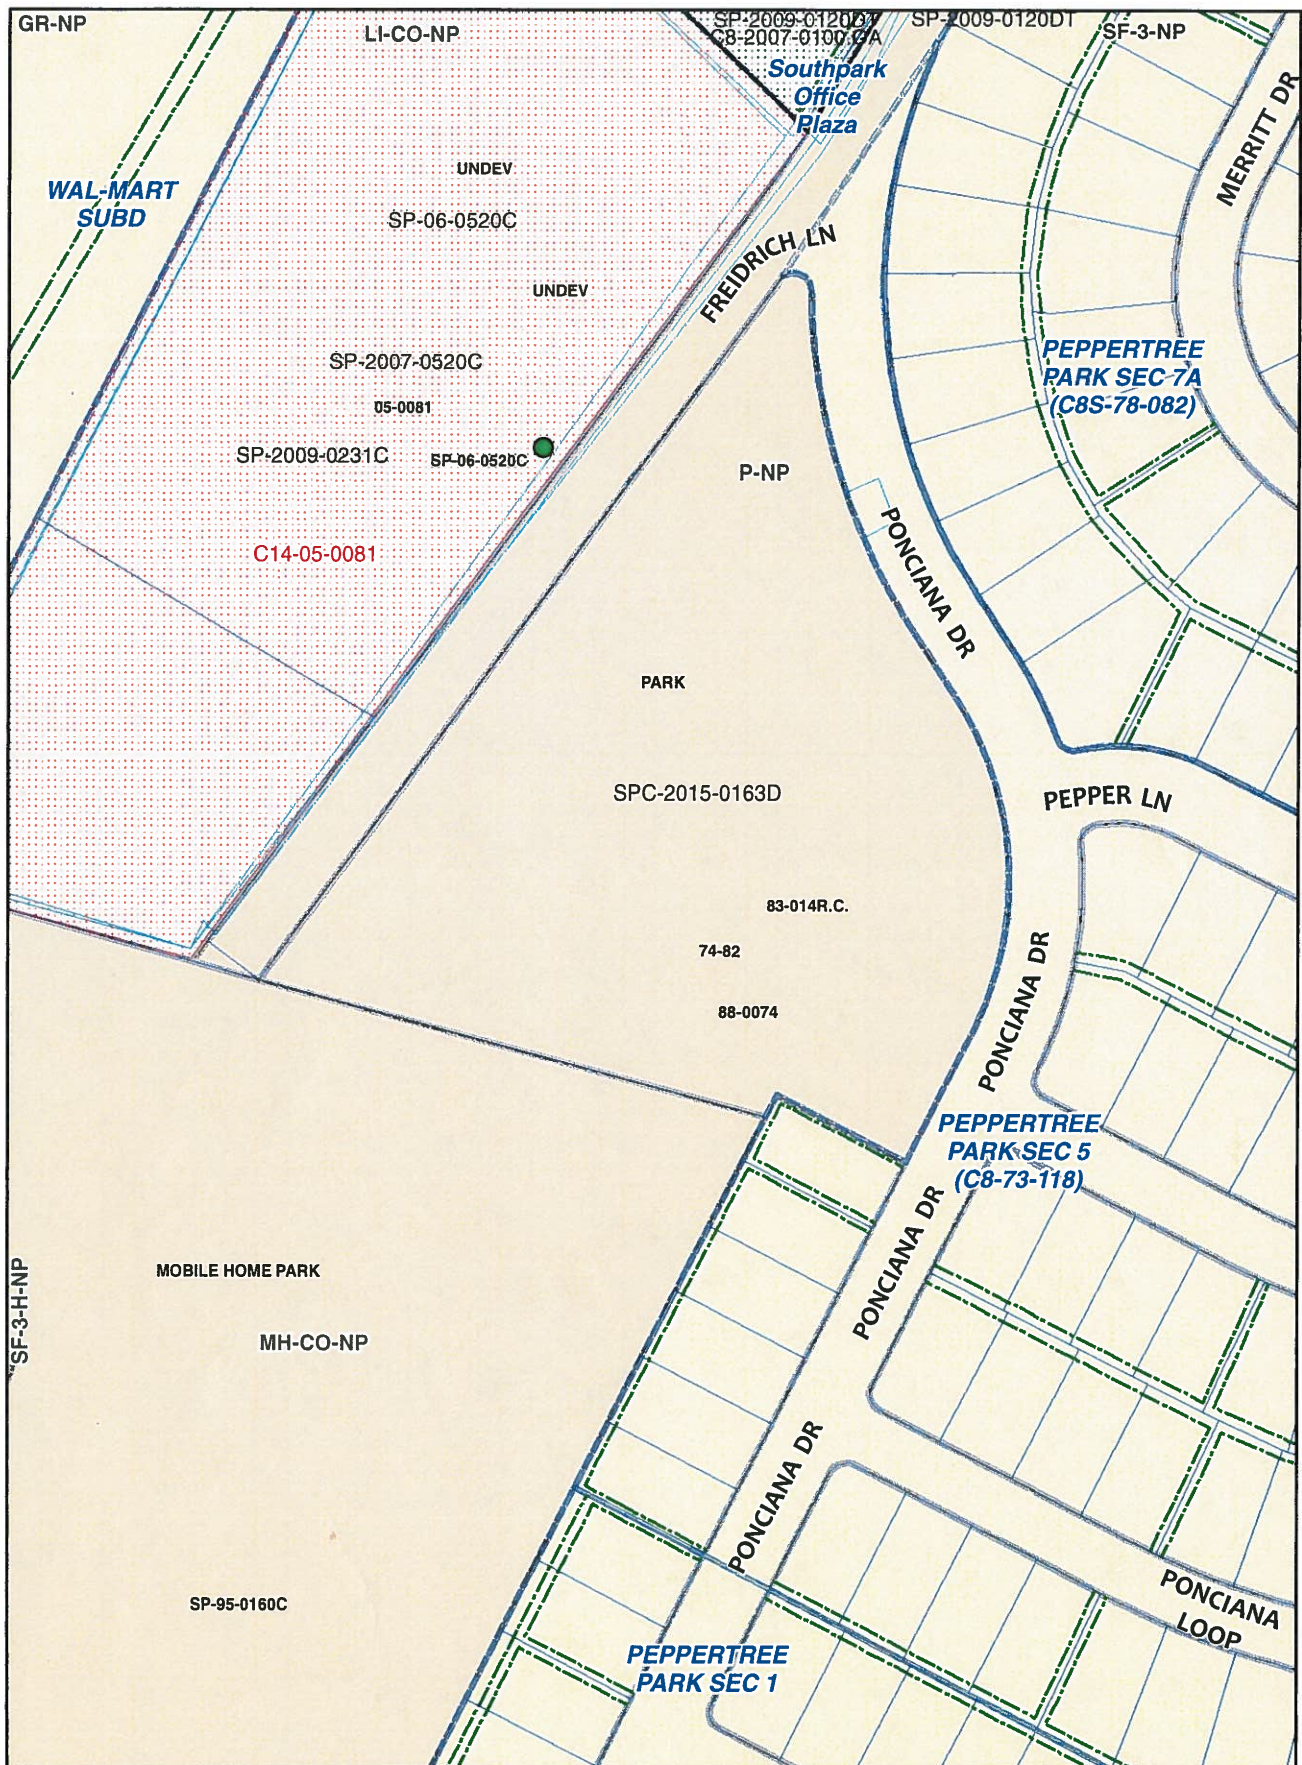 GR-NP
LI-CO-NP
SP-2009-0120DT
C8-2007-0100.0A
SP-2009-0120DT
SF-3-NP
Southpark
Office
Plaza
MERRITT DR
UNDEV
WAL-MART
SUBD
SP-06-0520C
FREIDRICH LN
UNDEV
SP-2007-0520C
PEPPERTREE
PARK SEC 7A
(C8S-78-082)
05-0081
SP-2009-0231C
SP-06-0520C
P-NP
C14-05-0081
PONCIANA DR
PARK
SPC-2015-0163D
PEPPER LN
83-014R.C.
74-82
88-0074
PONCIANA DR
PEPPERTREE
PARK SEC 5
(C8-73-118)
PONCIANA DR
MOBILE HOME PARK
SF-3-H-NP
MH-CO-NP
PONCIANA DR
SP-95-0160C
PONCIANA
LOOP
PEPPERTREE
PARK SEC 1